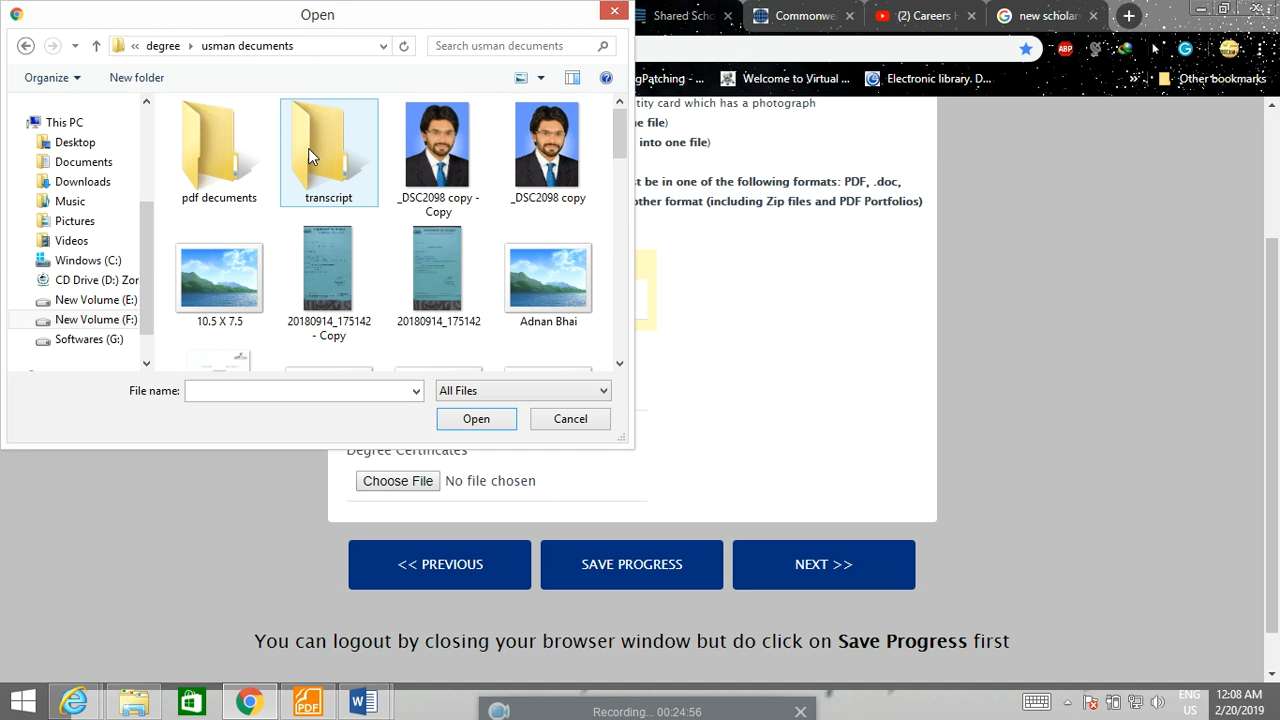 Open
degree
usman decuments
Search usman decuments
Organize
New folder
This PC
Desktop
Documents
Downloads
Music
Pictures
Videos
Windows (C:)
CD Drive (D:) Zor
New Volume (E:)
New Volume (F:)
Softwares (G:)
pdf decuments
transcript
_DSC2098 copy - Copy
_DSC2098 copy
10.5 X 7.5
20180914_175142 - Copy
20180914_175142
Adnan Bhai
File name:
All Files
Open
Cancel
Shared Scho
Commonwe
(2) Careers H
new scholar
ABP
gPatching - ...
Welcome to Virtual ...
Electronic library. D...
Other bookmarks
tity card which has a photograph
e file)
into one file)
t be in one of the following formats: PDF, .doc,
other format (including Zip files and PDF Portfolios)
Degree Certificates
Choose File No file chosen
<< PREVIOUS
SAVE PROGRESS
NEXT >>
You can logout by closing your browser window but do click on Save Progress first
PDF
Recording... 00:24:56
ENG
US
12:08 AM
2/20/2019